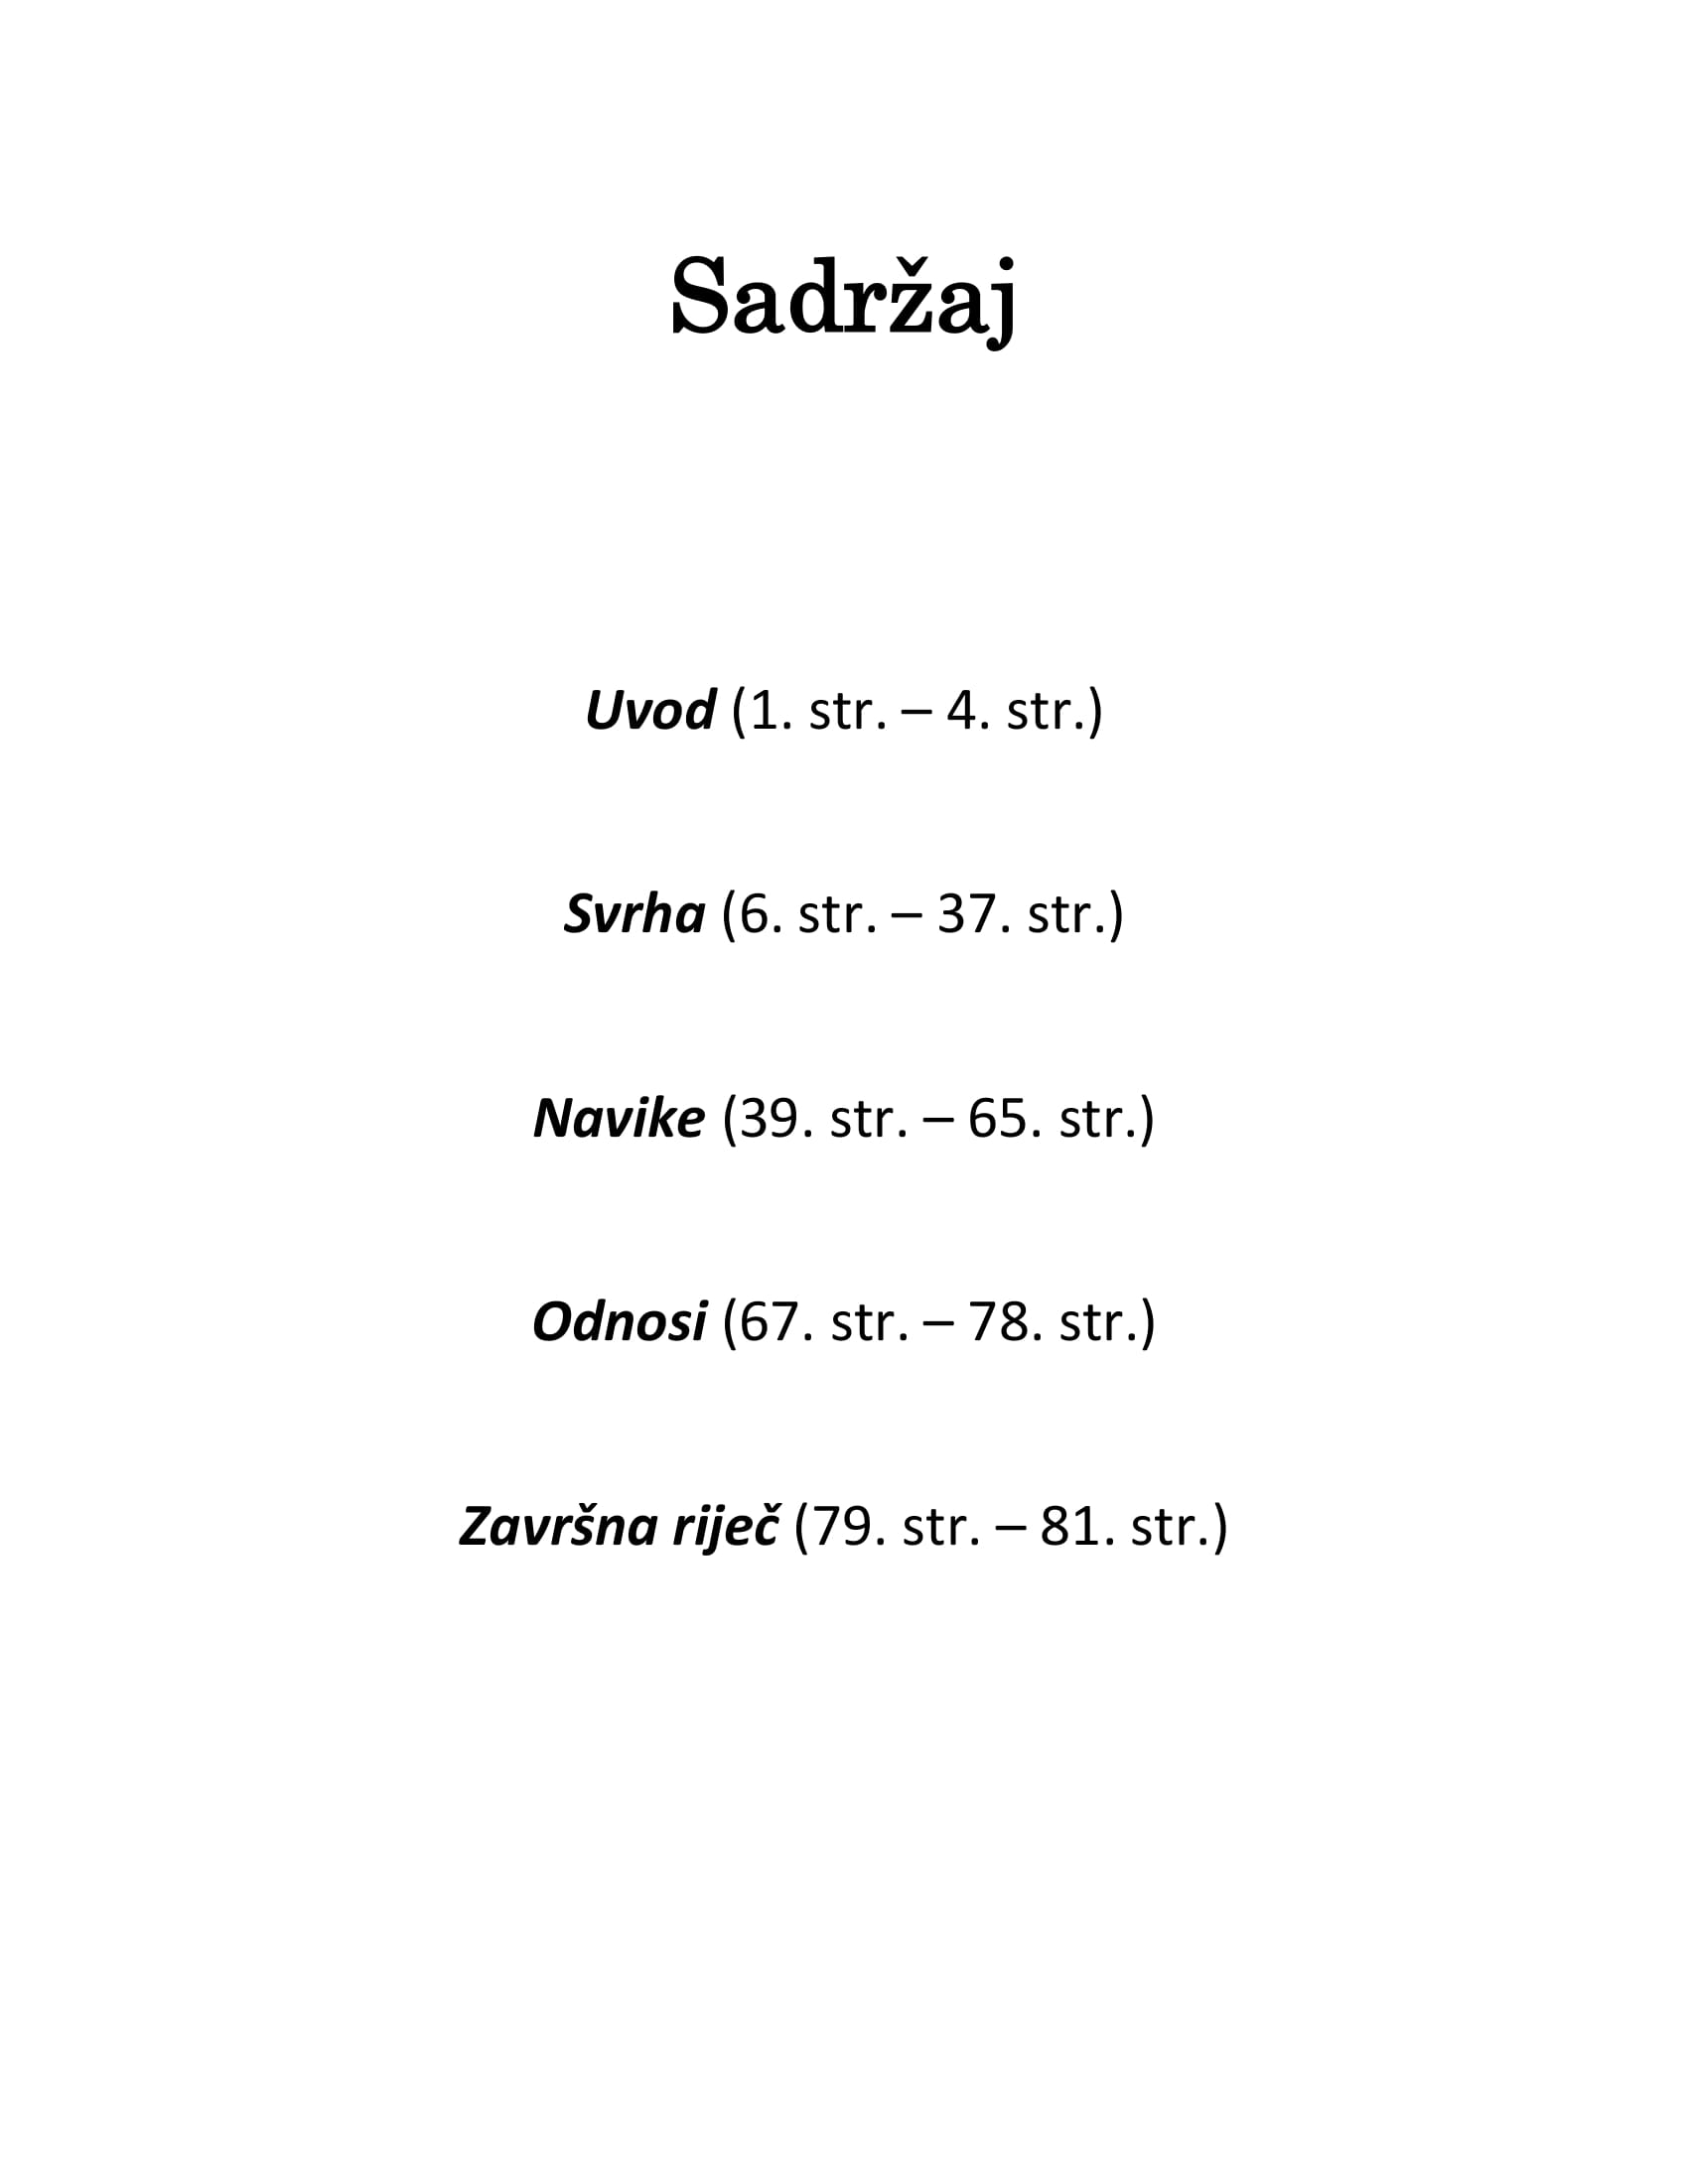 Sadržaj
Uvod (1. str. – 4. str.)
Svrha (6. str. – 37. str.)
Navike (39. str. – 65. str.)
Odnosi (67. str. – 78. str.)
Završna riječ (79. str. – 81. str.)